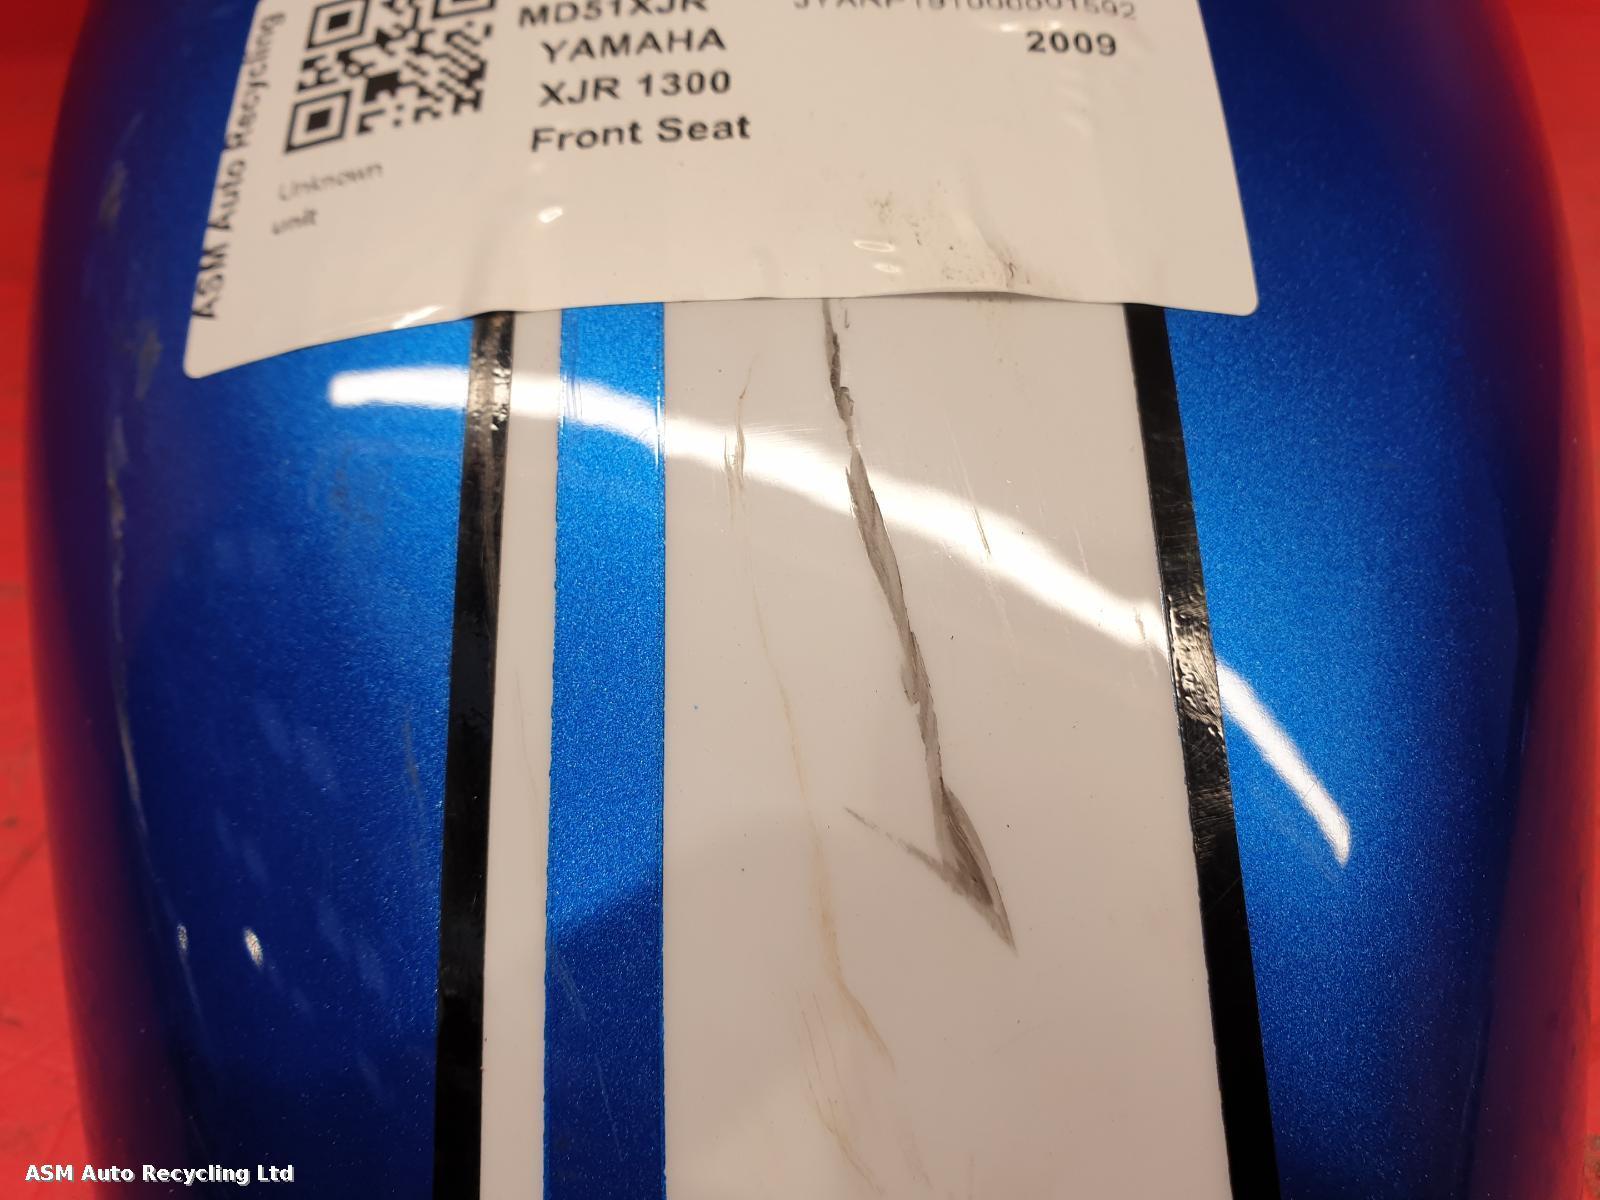 MD51XJR
YAMAHA
2009
XJR 1300
Front Seat
Unknown
unit
ASM Auto Recycling
ASM Auto Recycling Ltd